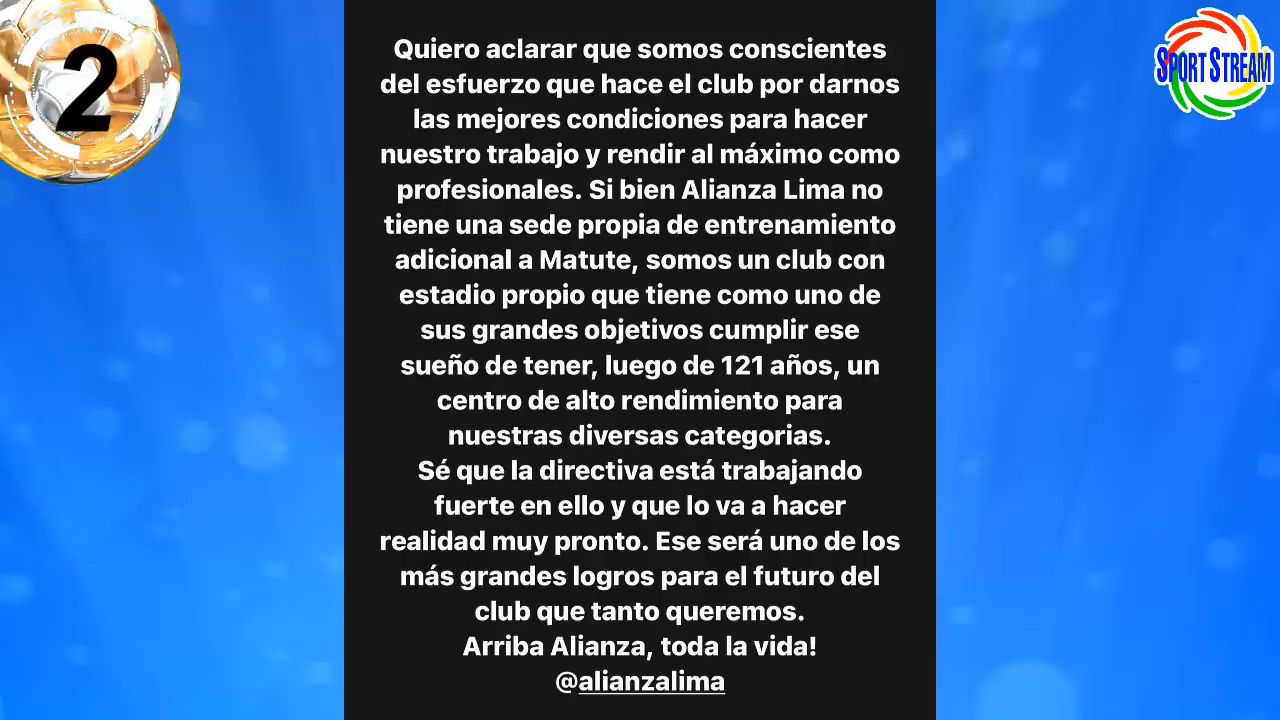 2
SPORT STREAM
Quiero aclarar que somos conscientes
del esfuerzo que hace el club por darnos
las mejores condiciones para hacer
nuestro trabajo y rendir al máximo como
profesionales. Si bien Alianza Lima no
tiene una sede propia de entrenamiento
adicional a Matute, somos un club con
estadio propio que tiene como uno de
sus grandes objetivos cumplir ese
sueño de tener, luego de 121 años, un
centro de alto rendimiento para
nuestras diversas categorias.
Sé que la directiva está trabajando
fuerte en ello y que lo va a hacer
realidad muy pronto. Ese será uno de los
más grandes logros para el futuro del
club que tanto queremos.
Arriba Alianza, toda la vida!
@alianzalima